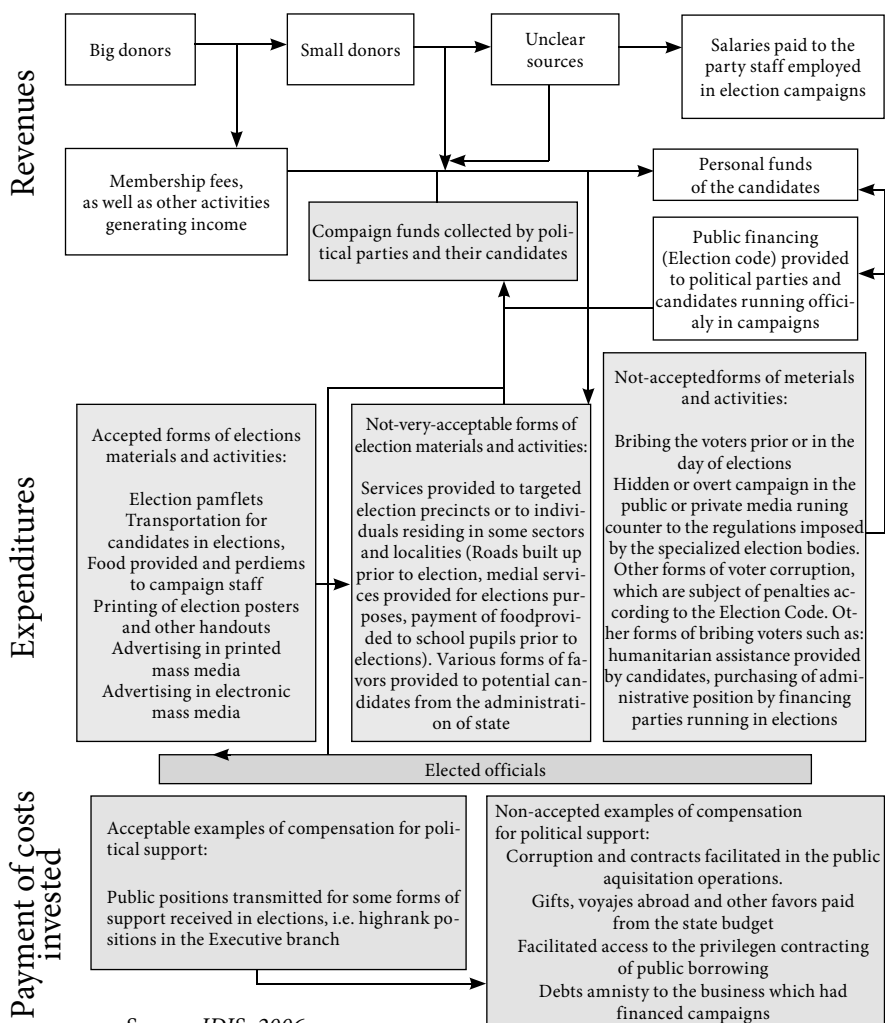 Revenues
Big donors
Small donors
Unclear
sources
Salaries paid to the
party staff employed
in election campaigns
Membership fees,
as well as other activities
generating income
Personal funds
of the candidates
Compaign funds collected by poli-
tical parties and their candidates
Public financing
(Election code) provided
to political parties and
candidates running offici-
aly in campaigns
Expenditures
Accepted forms of elections
materials and activities:
Election pamflets
Transportation for
candidates in elections,
Food provided and perdiems
to campaign staff
Printing of election posters
and other handouts
Advertising in printed
mass media
Advertising in electronic
mass media
Not-very-acceptable forms of
election materials and activities:
Services provided to targeted
election precincts or to indivi-
duals residing in some sectors
and localities (Roads built up
prior to election, medial servi-
ces provided for elections pur-
poses, payment of foodprovi-
ded to school pupils prior to
elections). Various forms of fa-
vors provided to potential can-
didates from the administrati-
on of state
Not-acceptedforms of meterials
and activities:
Bribing the voters prior or in the
day of elections
Hidden or overt campaign in the
public or private media runing
counter to the regulations imposed
by the specialized election bodies.
Other forms of voter corruption,
which are subject of penalties ac-
cording to the Election Code. Ot-
her forms of bribing voters such as:
humanitarian assistance provided
by candidates, purchasing of admi-
nistrative position by financing
parties running in elections
Elected officials
Payment of costs
invested
Acceptable examples of compensation for poli-
tical support:
Public positions transmitted for some forms of
support received in elections, i.e. highrank po-
sitions in the Executive branch
Non-accepted examples of compensation
for political support:
Corruption and contracts facilitated in the public
aquisitation operations.
Gifts, voyajes abroad and other favors paid
from the state budget
Facilitated access to the privilegen contracting
of public borrowing
Debts amnisty to the business which had
financed campaigns